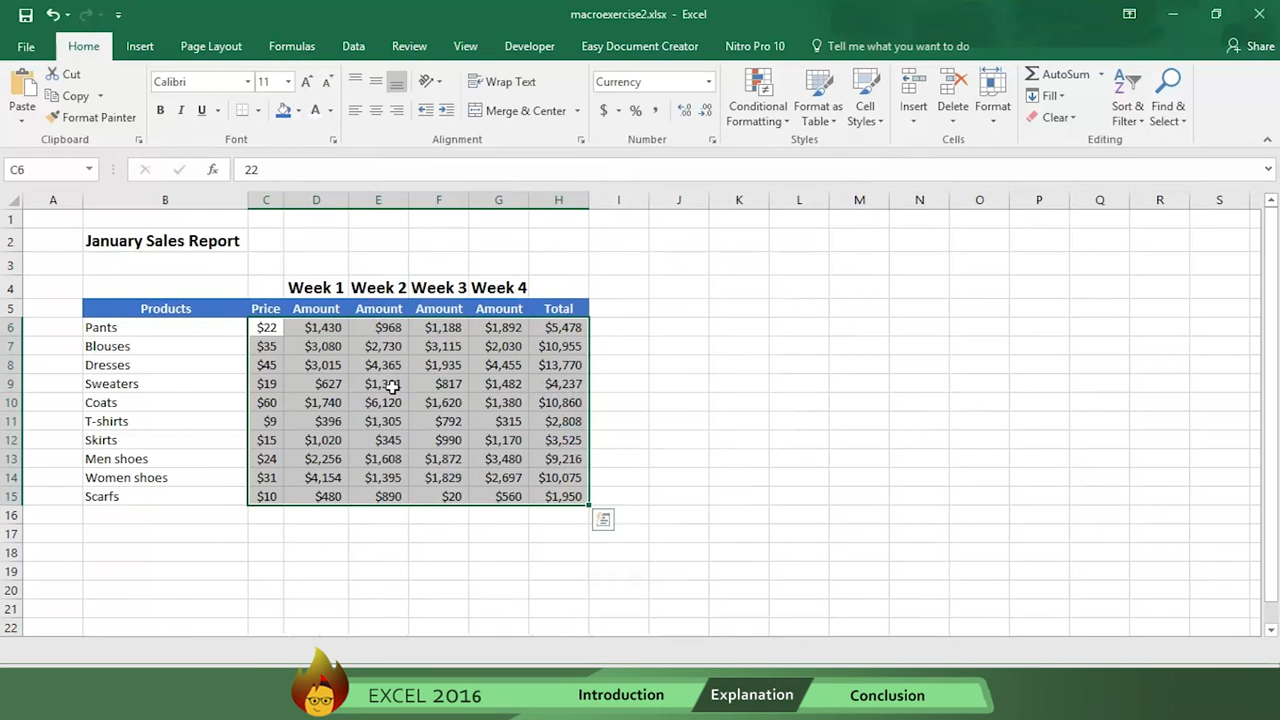 macroexercise2.xlsx - Excel
File Home Insert Page Layout Formulas Data Review View Developer Easy Document Creator Nitro Pro 10 Tell me what you want to do Share
Paste
Cut
Copy
Format Painter
Clipboard
Calibri 11
B I U
Font
Wrap Text
Merge & Center
Alignment
Currency
$ % ,
Number
Conditional Formatting
Format as Table
Cell Styles
Styles
Insert Delete Format
Cells
AutoSum
Fill
Clear
Sort & Filter
Find & Select
Editing
C6 fx 22
A B C D E F G H I J K L M N O P Q R S
1
2 January Sales Report
3
4 Week 1 Week 2 Week 3 Week 4
5 Products Price Amount Amount Amount Amount Total
6 Pants $22 $1,430 $968 $1,188 $1,892 $5,478
7 Blouses $35 $3,080 $2,730 $3,115 $2,030 $10,955
8 Dresses $45 $3,015 $4,365 $1,935 $4,455 $13,770
9 Sweaters $19 $627 $817 $1,482 $4,237
10 Coats $60 $1,740 $6,120 $1,620 $1,380 $10,860
11 T-shirts $9 $396 $1,305 $792 $315 $2,808
12 Skirts $15 $1,020 $345 $990 $1,170 $3,525
13 Men shoes $24 $2,256 $1,608 $1,872 $3,480 $9,216
14 Women shoes $31 $4,154 $1,395 $1,829 $2,697 $10,075
15 Scarfs $10 $480 $890 $20 $560 $1,950
16
17
18
19
20
21
22
EXCEL 2016 Introduction Explanation Conclusion